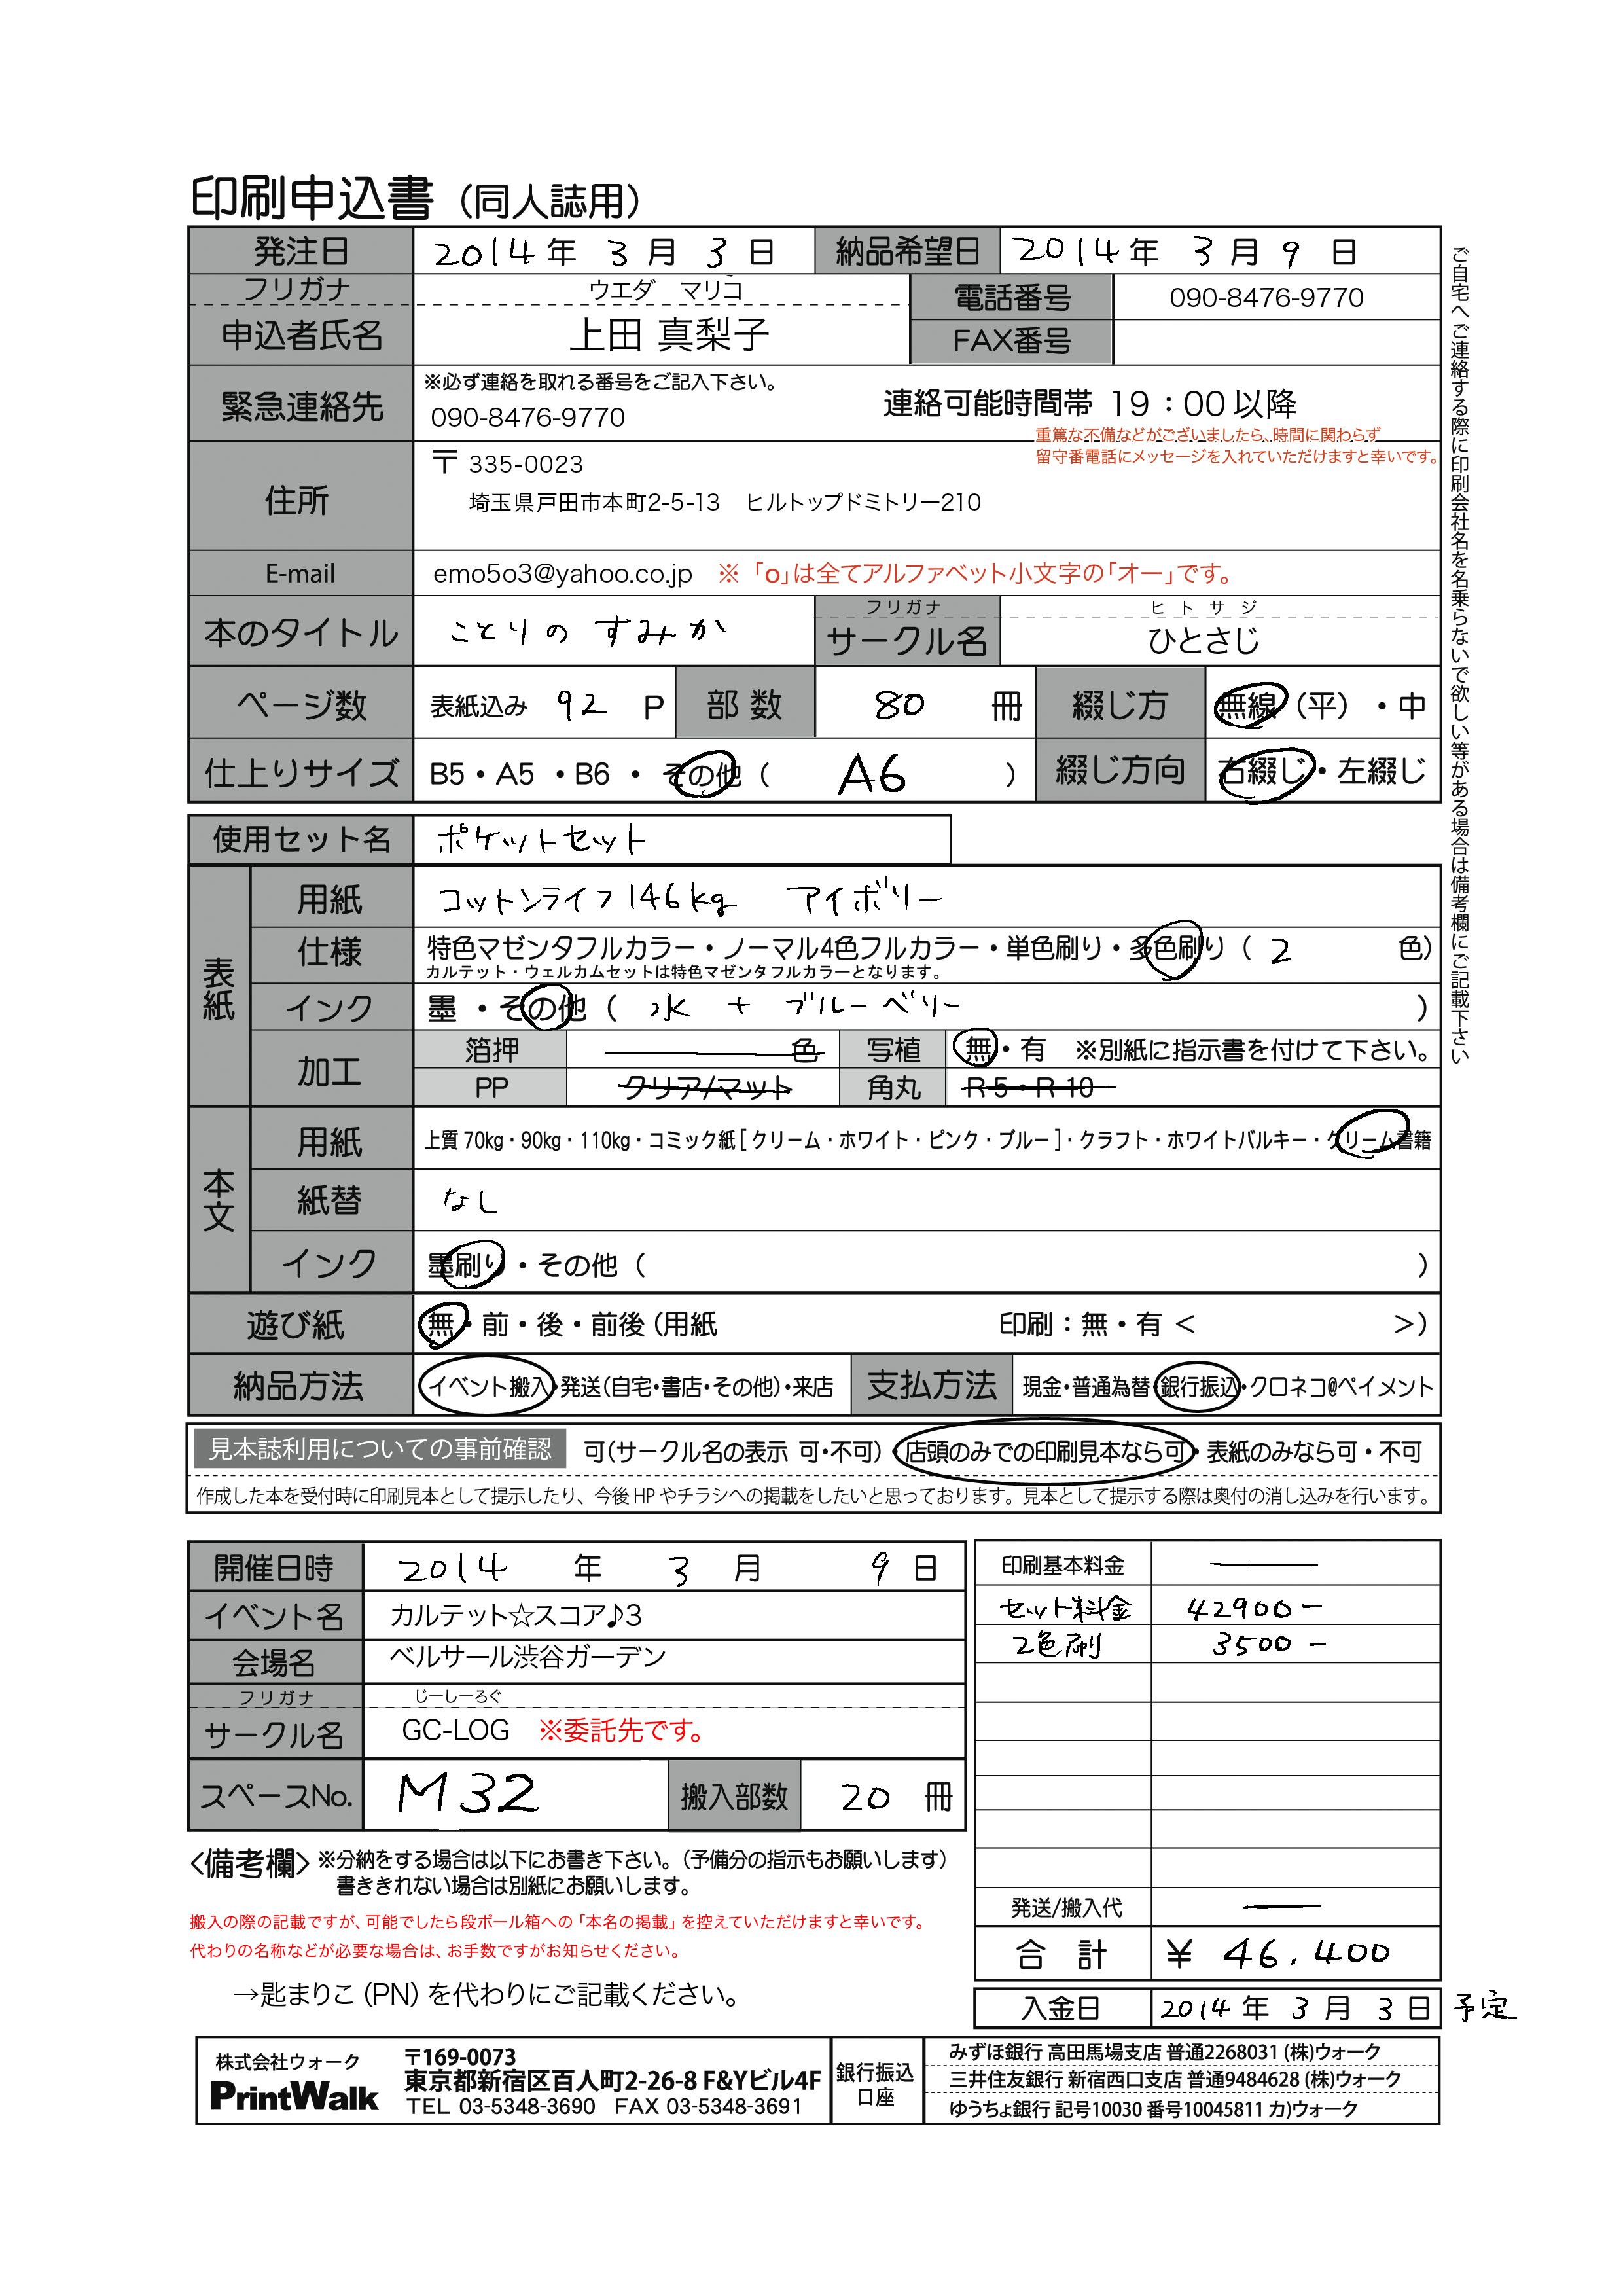 印刷申込書（同人誌用）
発注日 2014年 3月 3日 納品希望日 2014年 3月 9日
フリガナ ウエダ マリコ 電話番号 090-8476-9770
申込者氏名 上田 真梨子 FAX番号
緊急連絡先 ※必ず連絡を取れる番号をご記入下さい。
090-8476-9770 連絡可能時間帯 19：00以降
重篤な不備などがございましたら、時間に関わらず
留守番電話にメッセージを入れていただけますと幸いです。
住所 〒 335-0023
埼玉県戸田市本町2-5-13 ヒルトップドミトリー210
E-mail emo5o3@yahoo.co.jp ※「o」は全てアルファベット小文字の「オー」です。
本のタイトル ことりの すみか フリガナ ヒトサジ
サークル名 ひとさじ
ページ数 表紙込み 92 P 部数 80 冊 綴じ方 無線（平）・中
仕上りサイズ B5・A5・B6・その他（ A6 ） 綴じ方向 右綴じ・左綴じ
ご自宅へご連絡する際に印刷会社名を名乗らないで欲しい等がある場合は備考欄にご記載下さい
使用セット名 ポケットセット
表紙 用紙 コットンライフ146kg アイボリー
仕様 特色マゼンタフルカラー・ノーマル4色フルカラー・単色刷り・多色刷り（ 2 色）
カルテット・ウェルカムセットは特色マゼンタフルカラーとなります。
インク 墨・その他（ 水 + ブルーベリー ）
加工 箔押 色 写植 無・有 ※別紙に指示書を付けて下さい。
PP クリア/マット 角丸 R 5・R 10
本文 用紙 上質 70kg・90kg・110kg・コミック紙［クリーム・ホワイト・ピンク・ブルー］・クラフト・ホワイトバルキー・クリーム書籍
紙替 なし
インク 墨刷り・その他（ ）
遊び紙 無・前・後・前後（用紙 印刷：無・有＜ ＞）
納品方法 イベント搬入・発送（自宅・書店・その他）・来店 支払方法 現金・普通為替・銀行振込・クロネコ@ペイメント
見本誌利用についての事前確認 可（サークル名の表示 可・不可）・店頭のみでの印刷見本なら可・表紙のみなら可・不可
作成した本を受付時に印刷見本として提示したり、今後HPやチラシへの掲載をしたいと思っております。見本として提示する際は奥付の消し込みを行います。
開催日時 2014 年 3 月 9 日
イベント名 カルテット☆スコア♪3
会場名 ベルサール渋谷ガーデン
フリガナ じーしーろぐ
サークル名 GC-LOG ※委託先です。
スペースNo. M32 搬入部数 20 冊
<備考欄> ※分納をする場合は以下にお書き下さい。（予備分の指示もお願いします）
書ききれない場合は別紙にお願いします。
搬入の際の記載ですが、可能でしたら段ボール箱への「本名の掲載」を控えていただけますと幸いです。
代わりの名称などが必要な場合は、お手数ですがお知らせください。
→匙まりこ（PN）を代わりにご記載ください。
印刷基本料金
セット料金 42900-
2色刷 3500-
発送/搬入代
合 計 ¥ 46.400
入金日 2014年 3月 3日 予定
株式会社ウォーク
PrintWalk
〒169-0073
東京都新宿区百人町2-26-8 F&Yビル4F
TEL 03-5348-3690 FAX 03-5348-3691
銀行振込口座
みずほ銀行 高田馬場支店 普通2268031 (株)ウォーク
三井住友銀行 新宿西口支店 普通9484628 (株)ウォーク
ゆうちょ銀行 記号10030 番号10045811 カ)ウォーク